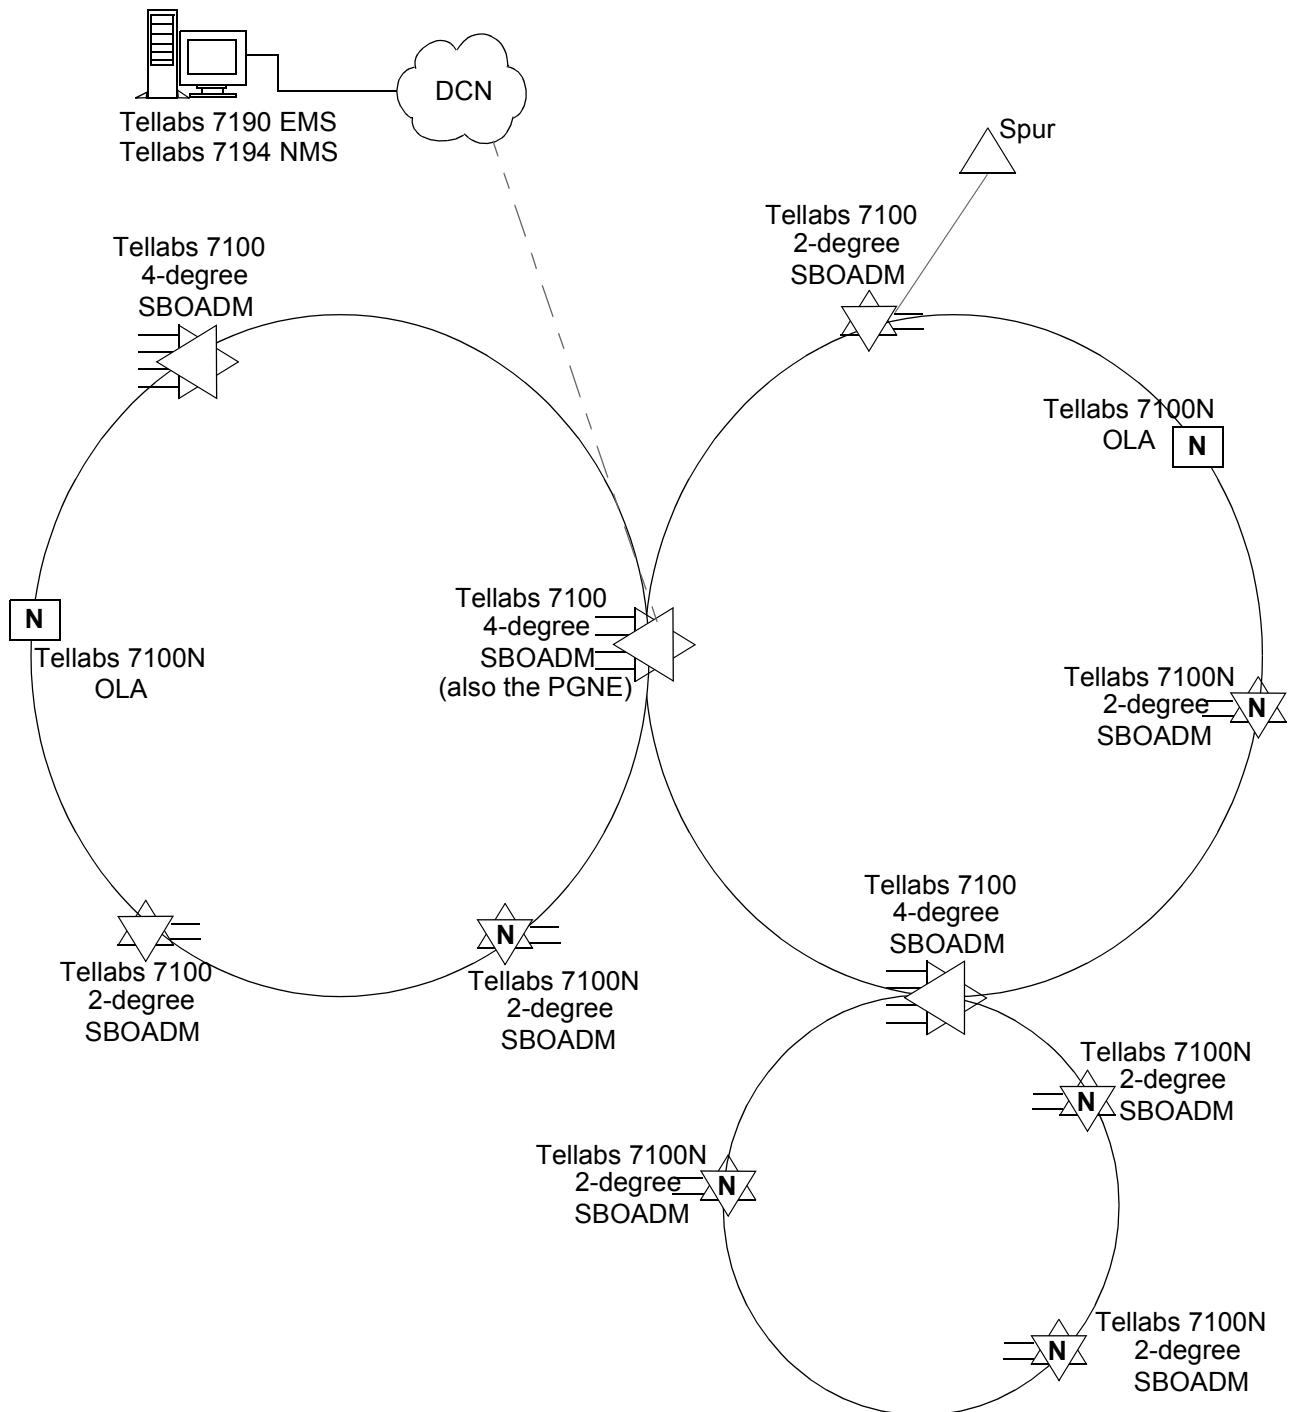 DCN
Tellabs 7190 EMS
Tellabs 7194 NMS
Spur
Tellabs 7100
2-degree
SBOADM
Tellabs 7100
4-degree
SBOADM
Tellabs 7100N
OLA
N
Tellabs 7100
4-degree
SBOADM
(also the PGNE)
N
Tellabs 7100N
OLA
Tellabs 7100N
2-degree
SBOADM
N
Tellabs 7100
4-degree
SBOADM
Tellabs 7100
2-degree
SBOADM
N
Tellabs 7100N
2-degree
SBOADM
Tellabs 7100N
2-degree
SBOADM
N
Tellabs 7100N
2-degree
SBOADM
N
Tellabs 7100N
2-degree
SBOADM
N